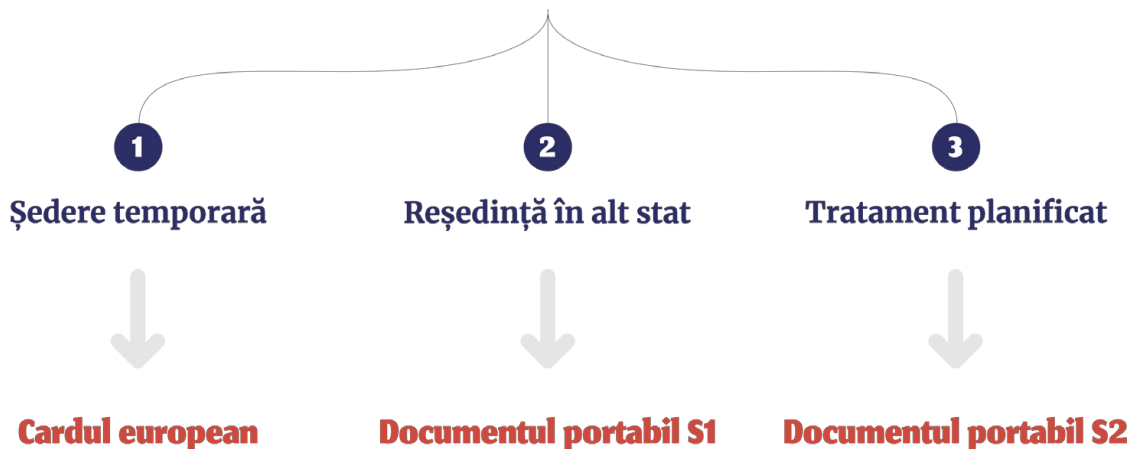 1
Ședere temporară
Cardul european
2
Reședință în alt stat
Documentul portabil S1
3
Tratament planificat
Documentul portabil S2